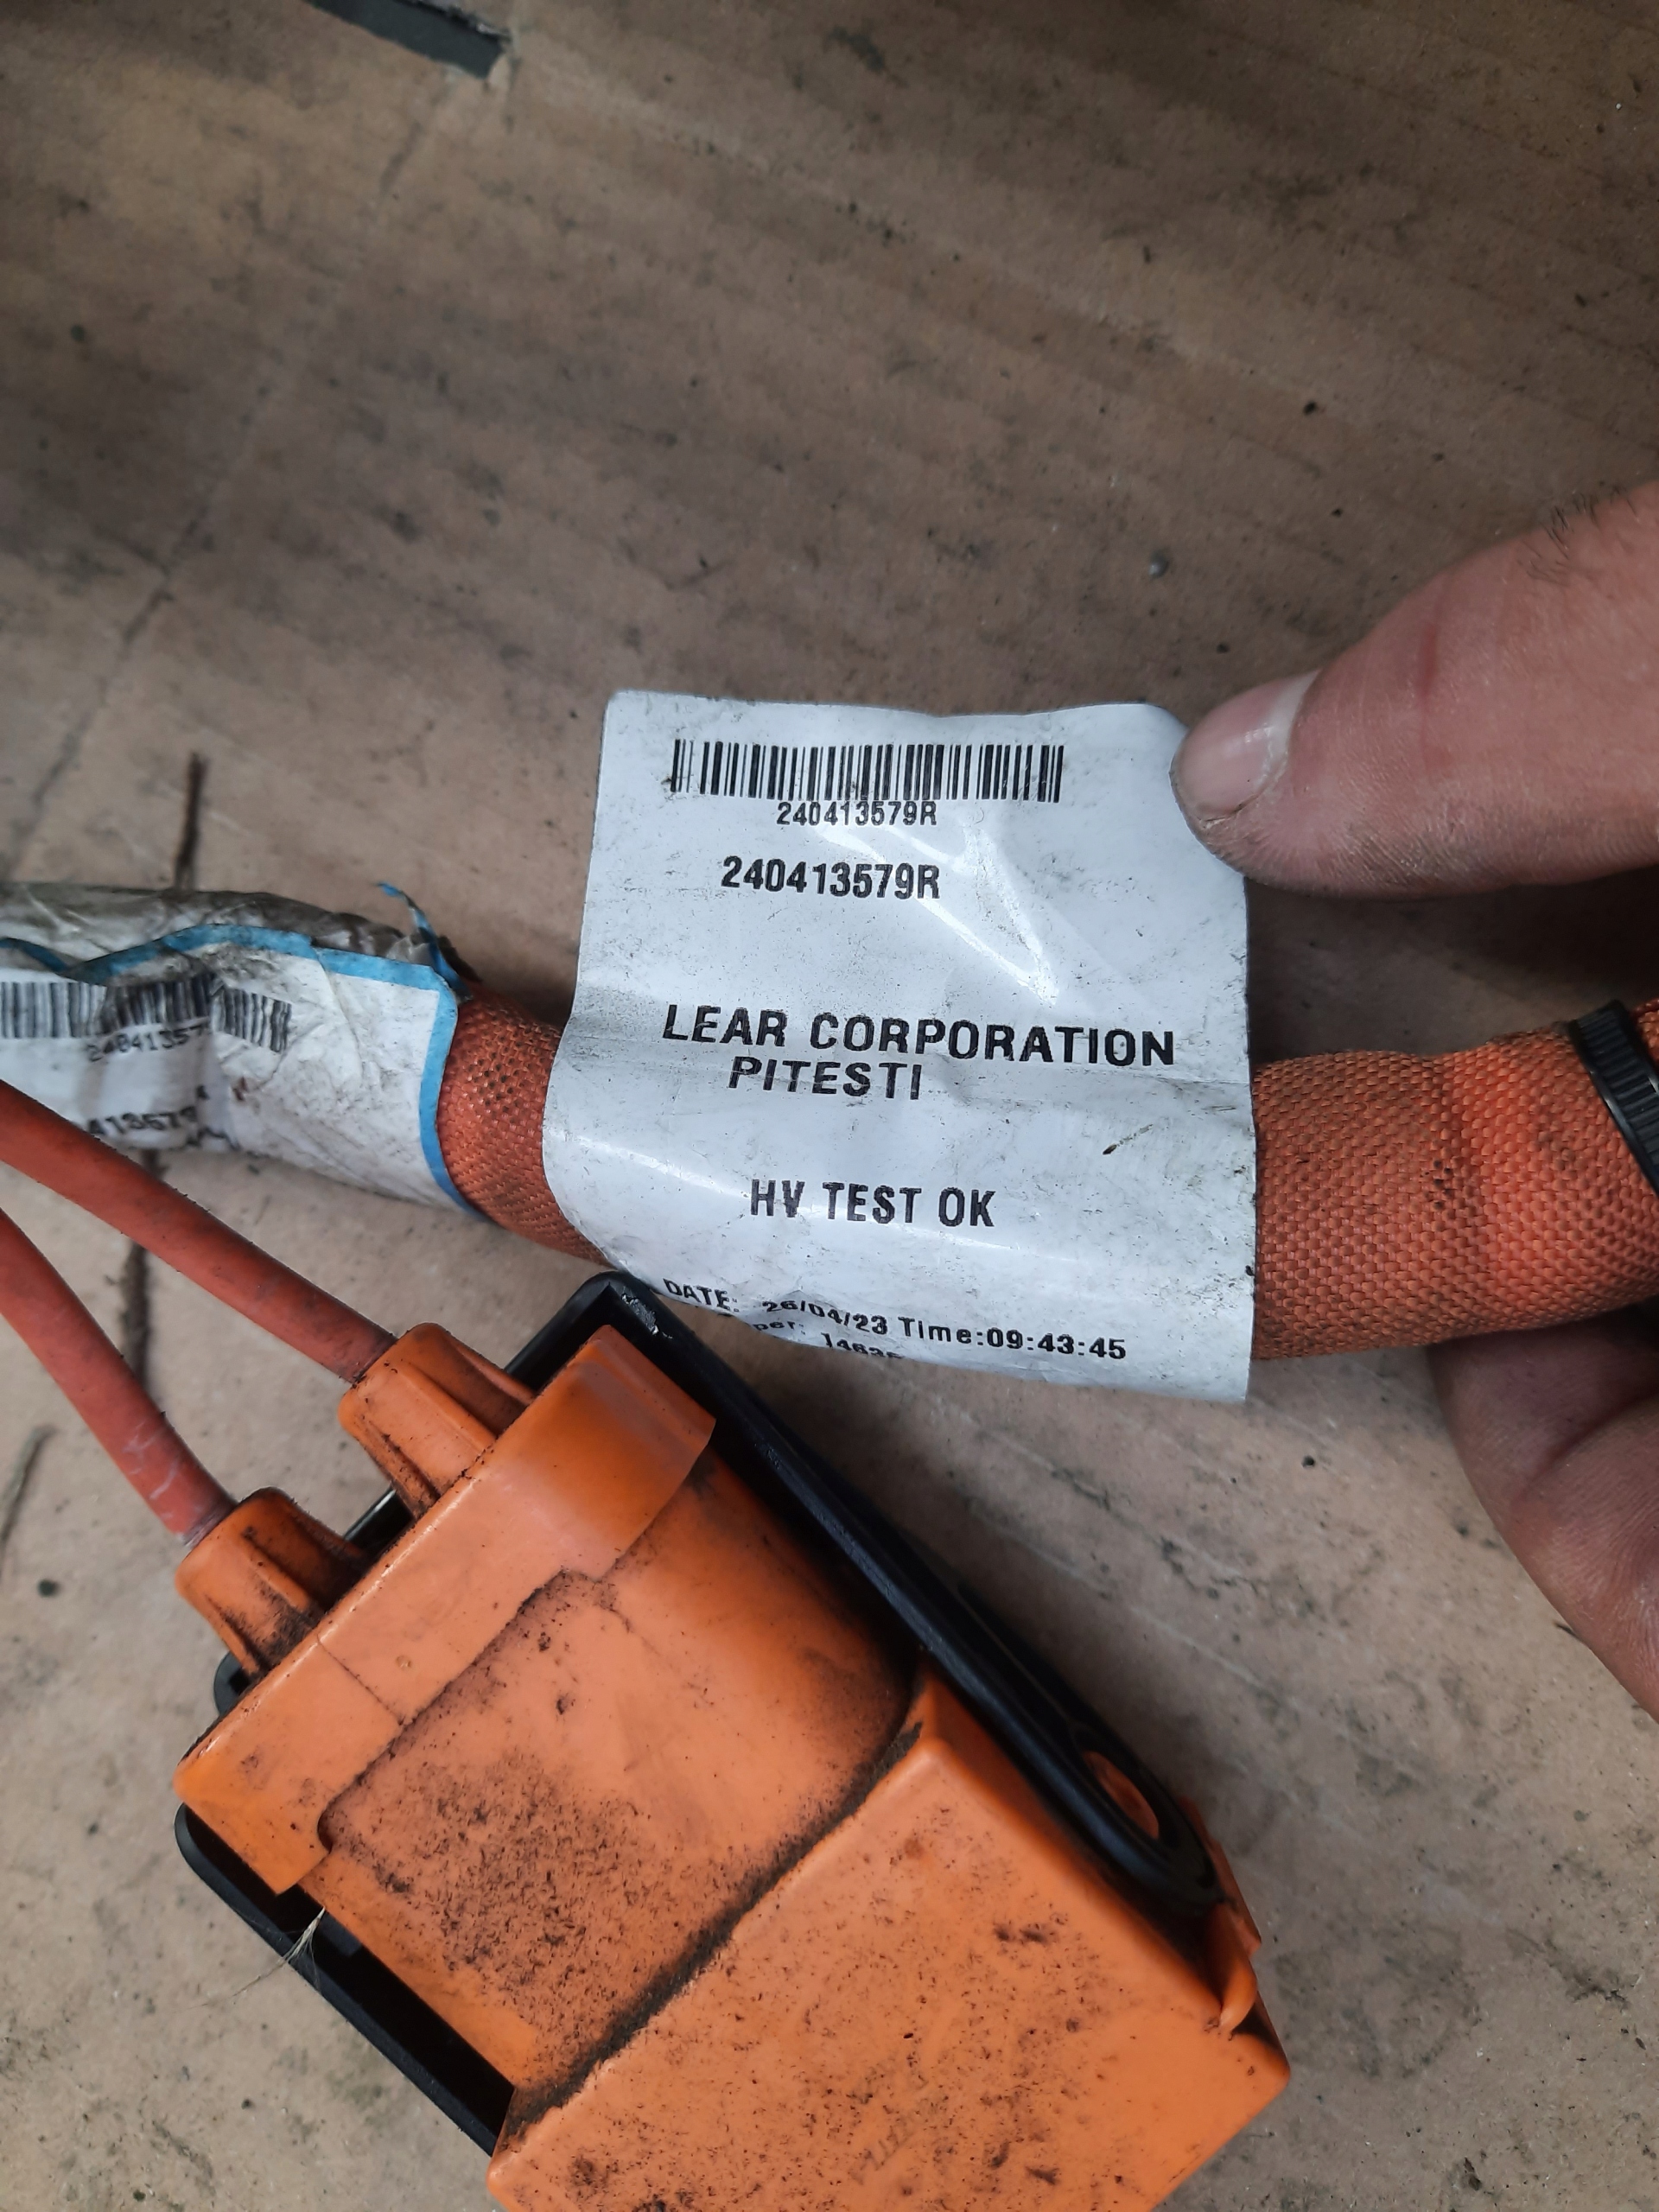 240413579R
240413579R
LEAR CORPORATION
PITESTI
HV TEST OK
DATE: 26/04/23 Time:09:43:45